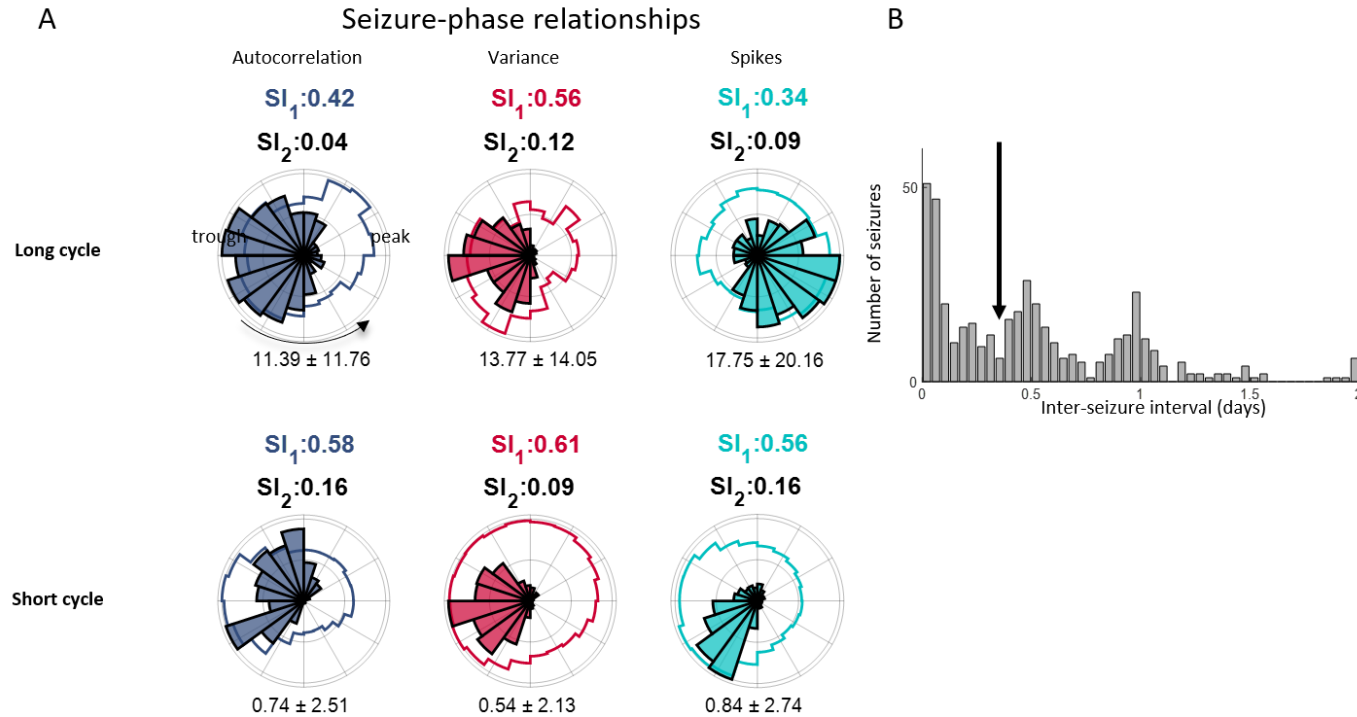 A
Seizure-phase relationships
B
Autocorrelation
Variance
Spikes
SI1:0.42
SI1:0.56
SI1:0.34
SI2:0.04
SI2:0.12
SI2:0.09
Long cycle
trough
peak
11.39 ± 11.76
13.77 ± 14.05
17.75 ± 20.16
Number of seizures
50
0
0
0.5
1
1.5
2
Inter-seizure interval (days)
SI1:0.58
SI1:0.61
SI1:0.56
SI2:0.16
SI2:0.09
SI2:0.16
Short cycle
0.74 ± 2.51
0.54 ± 2.13
0.84 ± 2.74